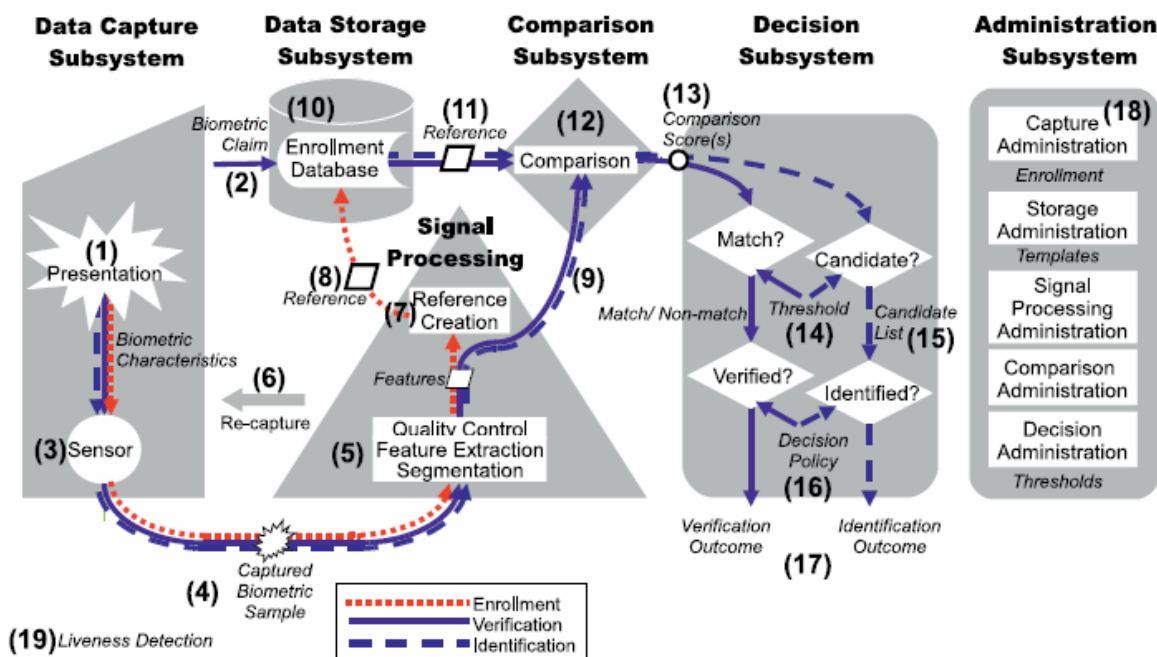 Data Capture
Subsystem
Data Storage
Subsystem
Comparison
Subsystem
Decision
Subsystem
Administration
Subsystem
(10)
(11)
(12)
(13)
(18)
Biometric
Claim
(2)
Enrollment
Database
Reference
Comparison
Comparison
Score(s)
Capture
Administration
Enrollment
Storage
Administration
Templates
Signal
Processing
Administration
Comparison
Administration
Decision
Administration
Thresholds
(1)
Presentation
Signal
Processing
(8)
Reference
(7)
Reference
Creation
(9)
Match?
Candidate?
Match/ Non-match
Threshold
(14)
Candidate
List
(15)
Biometric
Characteristics
Features
(6)
Re-capture
Verified?
Identified?
(3)
Sensor
(5)
Quality Control
Feature Extraction
Segmentation
Decision
Policy
(16)
Verification
Outcome
Identification
Outcome
(17)
(4)
Captured
Biometric
Sample
Enrollment
Verification
Identification
(19) Liveness Detection